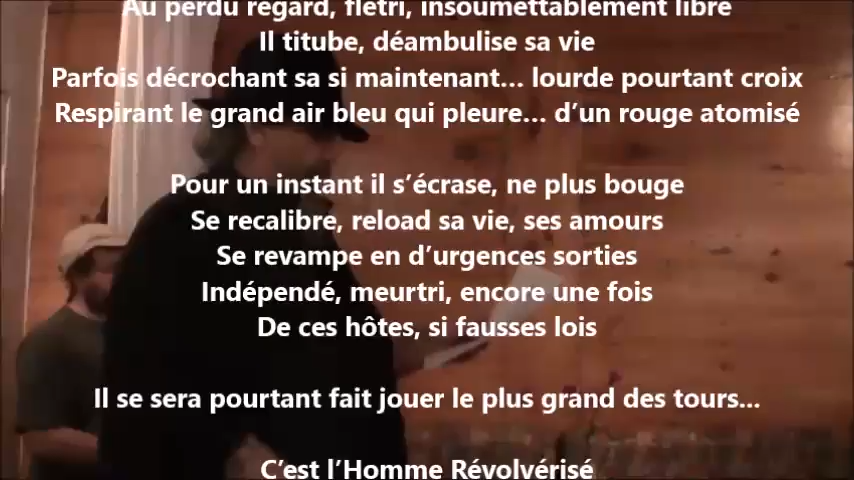 Au perdu regard, flétri, insoumettablement libre
Il titube, déambulise sa vie
Parfois décrochant sa si maintenant... lourde pourtant croix
Respirant le grand air bleu qui pleure... d'un rouge atomisé
Pour un instant il s'écrase, ne plus bouge
Se recalibre, reload sa vie, ses amours
Se revampe en d'urgences sorties
Indépendé, meurtri, encore une fois
De ces hôtes, si fausses lois
Il se sera pourtant fait jouer le plus grand des tours...
C'est l'Homme Révolvérisé